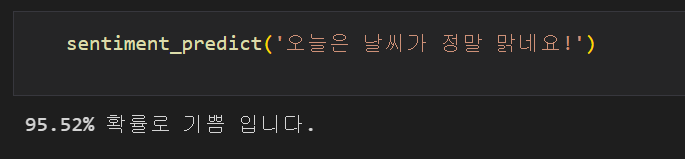 sentiment_predict('오늘은 날씨가 정말 맑네요!')
95.52% 확률로 기쁨 입니다.